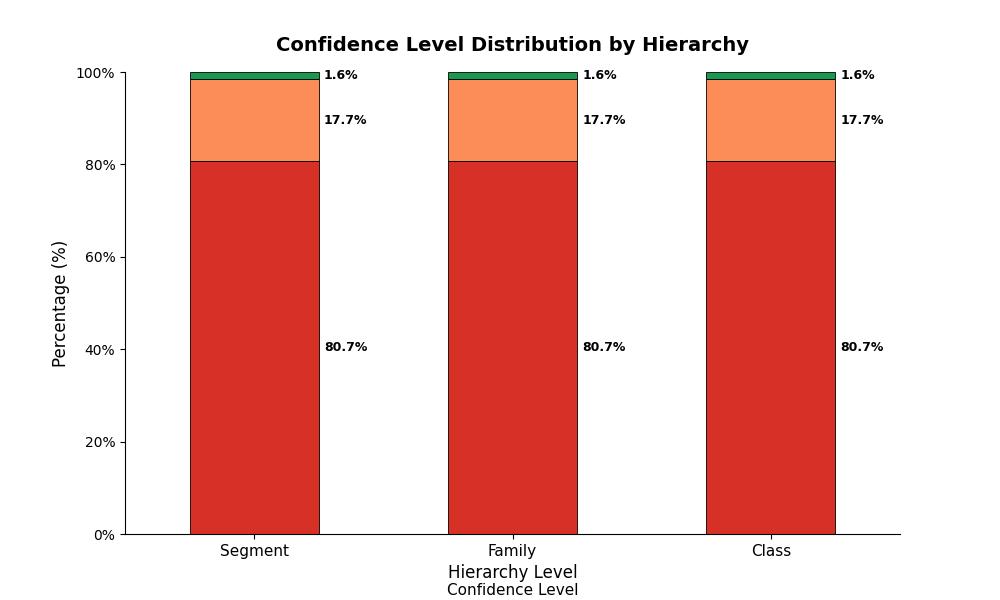 Confidence Level Distribution by Hierarchy
100%
1.6%
1.6%
1.6%
17.7%
17.7%
17.7%
80%
60%
Percentage (%)
40%
80.7%
80.7%
80.7%
20%
0%
Segment
Family
Class
Hierarchy Level
Confidence Level